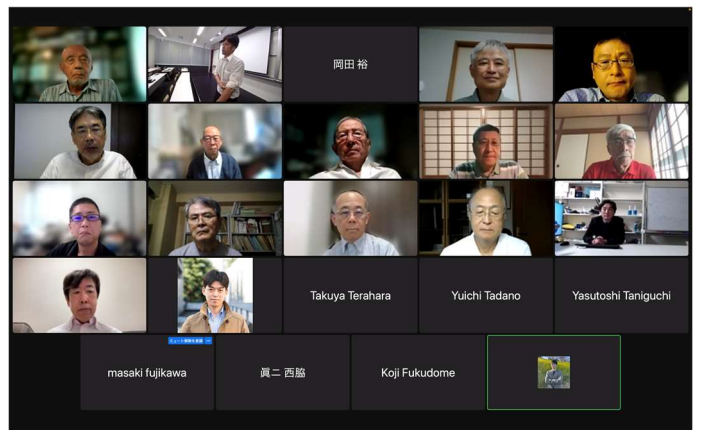 岡田 裕
Takuya Terahara
Yuichi Tadano
Yasutoshi Taniguchi
masaki fujikawa
眞二 西脇
Koji Fukudome